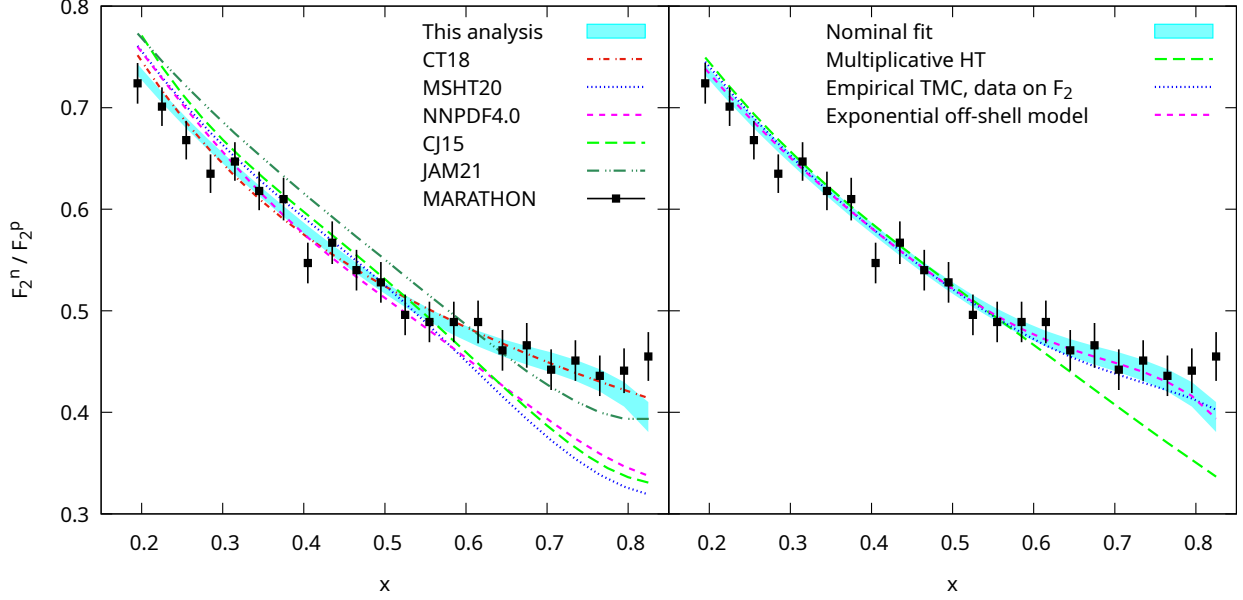 0.8
0.7
0.6
0.5
0.4
0.3
F₂ⁿ / F₂ᵖ
This analysis
CT18
MSHT20
NNPDF4.0
CJ15
JAM21
MARATHON
0.2 0.3 0.4 0.5 0.6 0.7 0.8
x
Nominal fit
Multiplicative HT
Empirical TMC, data on F₂
Exponential off-shell model
0.2 0.3 0.4 0.5 0.6 0.7 0.8
x